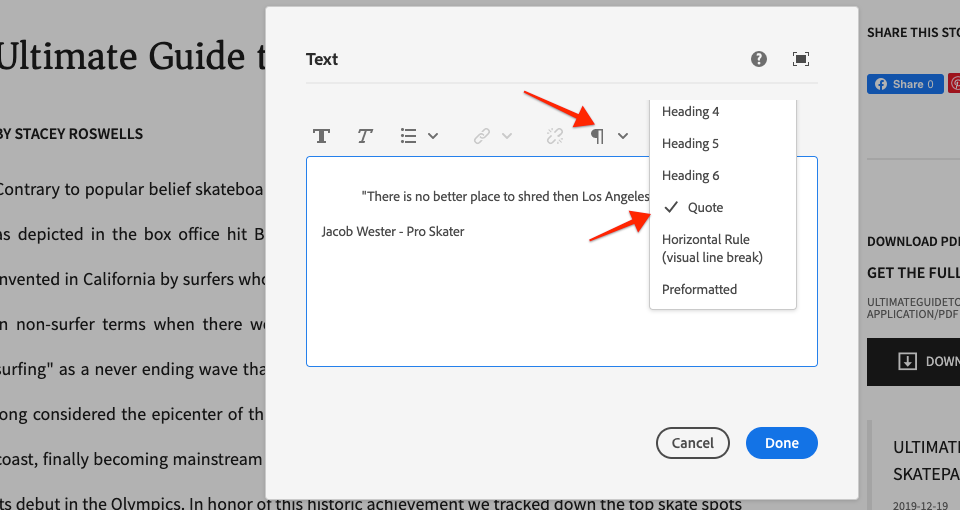 Ultimate Guide t
BY STACEY ROSWELLS
Contrary to popular belief skateboa
as depicted in the box office hit B
invented in California by surfers who
in non-surfer terms when there we
surfing" as a never ending wave tha
long considered the epicenter of th
coast, finally becoming mainstream
its debut in the Olympics. In honor of this historic achievement we tracked down the top skate spots
Text
?
T T
Heading 4
Heading 5
Heading 6
Quote
Horizontal Rule
(visual line break)
Preformatted
"There is no better place to shred then Los Angeles
Jacob Wester - Pro Skater
Cancel
Done
SHARE THIS STO
Share 0
DOWNLOAD PDF
GET THE FULL
ULTIMATEGUIDETO
APPLICATION/PDF
DOWN
ULTIMATE
SKATEPA
2019-12-19